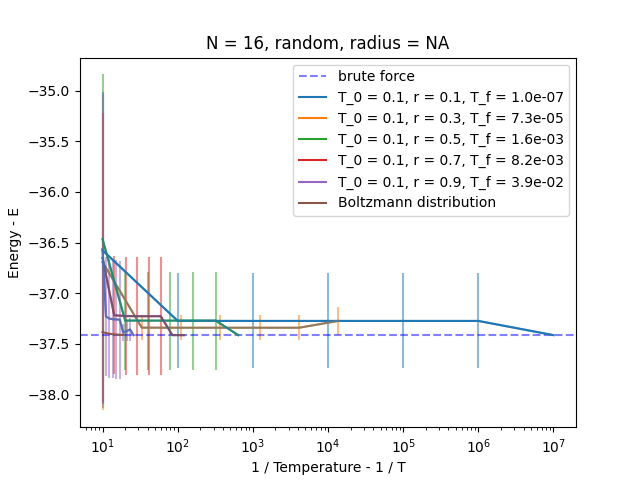 N = 16, random, radius = NA
brute force
T_0 = 0.1, r = 0.1, T_f = 1.0e-07
T_0 = 0.1, r = 0.3, T_f = 7.3e-05
T_0 = 0.1, r = 0.5, T_f = 1.6e-03
T_0 = 0.1, r = 0.7, T_f = 8.2e-03
T_0 = 0.1, r = 0.9, T_f = 3.9e-02
Boltzmann distribution
Energy - E
−35.0
−35.5
−36.0
−36.5
−37.0
−37.5
−38.0
10¹ 10² 10³ 10⁴ 10⁵ 10⁶ 10⁷
1 / Temperature - 1 / T